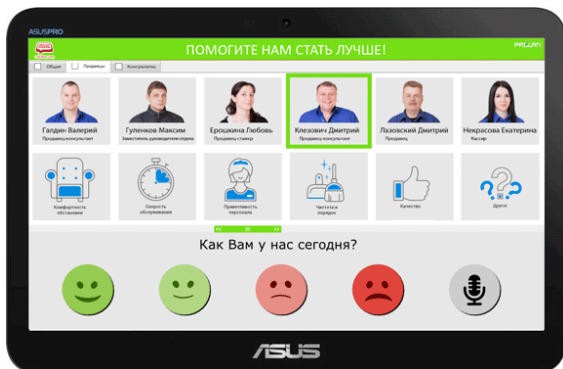 ASUSPRO
ПОМОГИТЕ НАМ СТАТЬ ЛУЧШЕ!
Общие
Продавцы
Консультанты
Галдин Валерий
Продавец-консультант
Гуленков Максим
Заместитель руководителя отдела
Ерошкина Любовь
Продавец-стажер
Клезович Дмитрий
Продавец-консультант
Лазовский Дмитрий
Продавец
Некрасова Екатерина
Кассир
Комфортность
обстановки
Скорость
обслуживания
Приветливость
персонала
Чистота и
порядок
Качество
Другое
Как Вам у нас сегодня?
ASUS